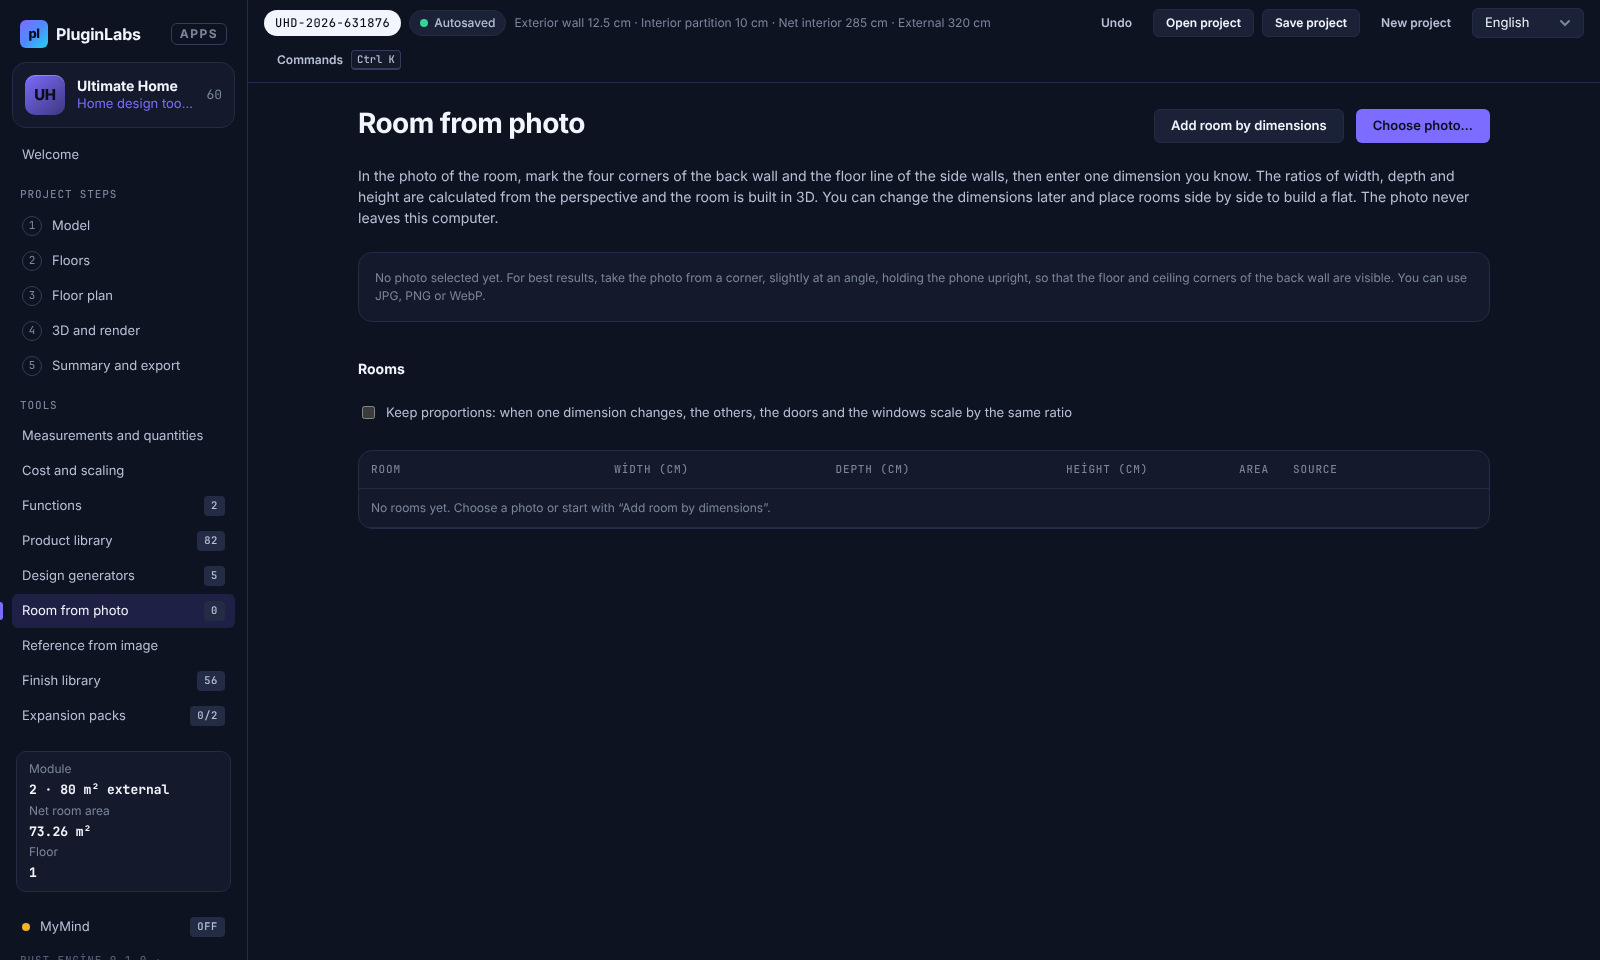 pl PluginLabs APPS
UH Ultimate Home 60
Home design too...
Welcome
PROJECT STEPS
1 Model
2 Floors
3 Floor plan
4 3D and render
5 Summary and export
TOOLS
Measurements and quantities
Cost and scaling
Functions 2
Product library 82
Design generators 5
Room from photo 0
Reference from image
Finish library 56
Expansion packs 0/2
Module
2 · 80 m² external
Net room area
73.26 m²
Floor
1
MyMind OFF
RUST ENGİNE 0.1.0 ·
UHD-2026-631876 Autosaved Exterior wall 12.5 cm · Interior partition 10 cm · Net interior 285 cm · External 320 cm Undo Open project Save project New project English
Commands Ctrl K
Room from photo Add room by dimensions Choose photo...
In the photo of the room, mark the four corners of the back wall and the floor line of the side walls, then enter one dimension you know. The ratios of width, depth and
height are calculated from the perspective and the room is built in 3D. You can change the dimensions later and place rooms side by side to build a flat. The photo never
leaves this computer.
No photo selected yet. For best results, take the photo from a corner, slightly at an angle, holding the phone upright, so that the floor and ceiling corners of the back wall are visible. You can use
JPG, PNG or WebP.
Rooms
Keep proportions: when one dimension changes, the others, the doors and the windows scale by the same ratio
ROOM WİDTH (CM) DEPTH (CM) HEİGHT (CM) AREA SOURCE
No rooms yet. Choose a photo or start with “Add room by dimensions”.